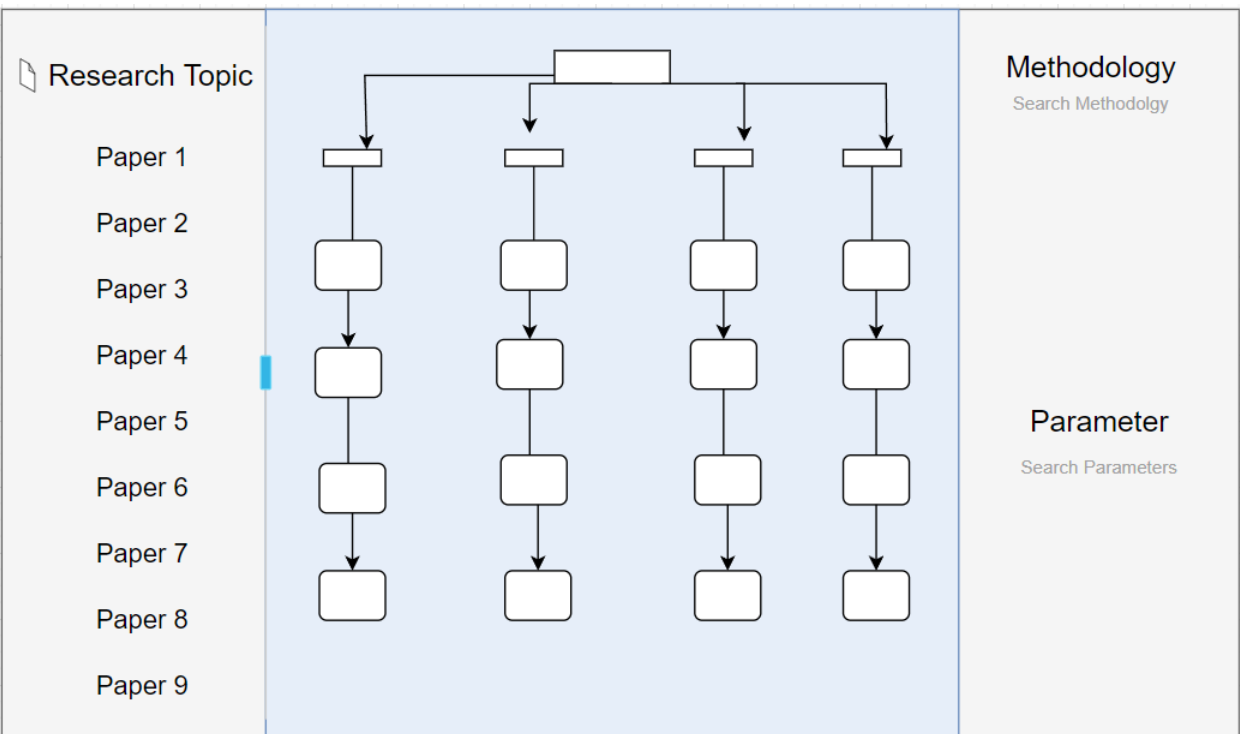 Research Topic
Paper 1
Paper 2
Paper 3
Paper 4
Paper 5
Paper 6
Paper 7
Paper 8
Paper 9
Methodology
Search Methodolgy
Parameter
Search Parameters